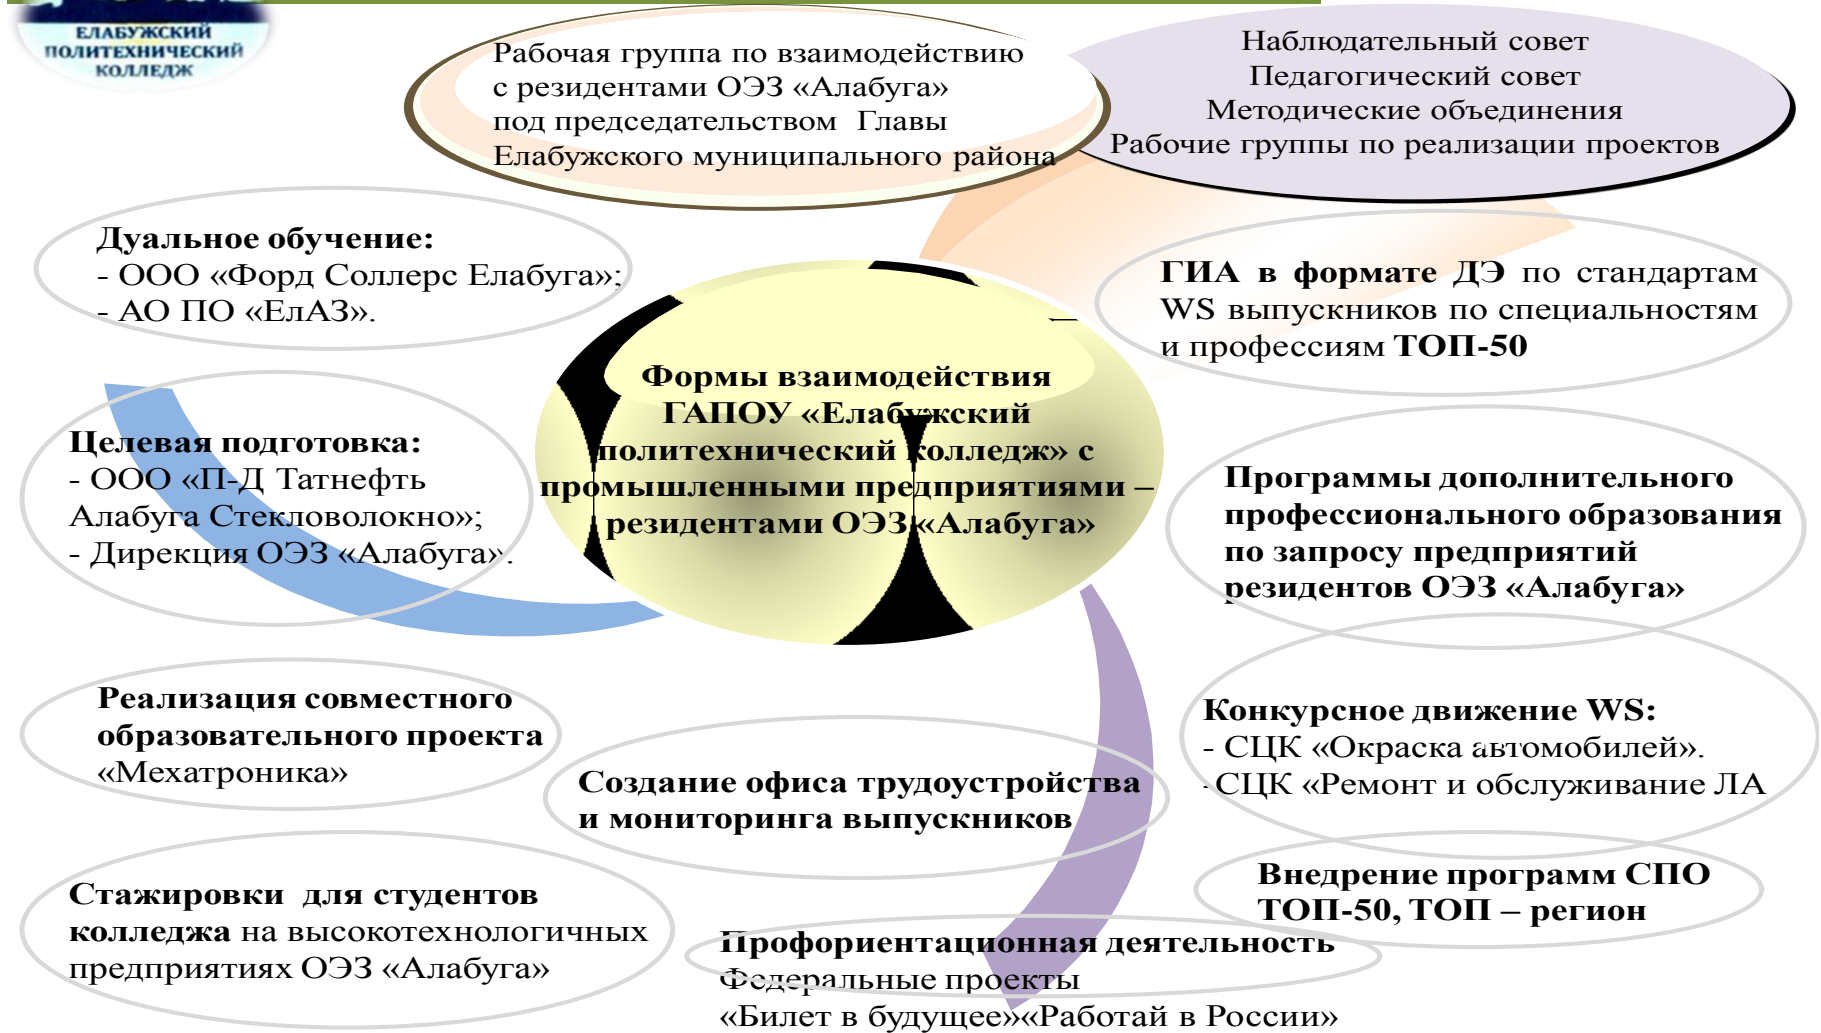 ЕЛАБУЖСКИЙ
ПОЛИТЕХНИЧЕСКИЙ
КОЛЛЕДЖ
Рабочая группа по взаимодействию
с резидентами ОЭЗ «Алабуга»
под председательством Главы
Елабужского муниципального района
Наблюдательный совет
Педагогический совет
Методические объединения
Рабочие группы по реализации проектов
Дуальное обучение:
- ООО «Форд Соллерс Елабуга»;
- АО ПО «ЕлАЗ».
ГИА в формате ДЭ по стандартам
WS выпускников по специальностям
и профессиям ТОП-50
Формы взаимодействия
ГАПОУ «Елабужский
политехнический колледж» с
промышленными предприятиями –
резидентами ОЭЗ «Алабуга»
Целевая подготовка:
- ООО «П-Д Татнефть
Алабуга Стекловолокно»;
- Дирекция ОЭЗ «Алабуга».
Программы дополнительного
профессионального образования
по запросу предприятий
резидентов ОЭЗ «Алабуга»
Реализация совместного
образовательного проекта
«Мехатроника»
Создание офиса трудоустройства
и мониторинга выпускников
Конкурсное движение WS:
- СЦК «Окраска автомобилей».
- СЦК «Ремонт и обслуживание ЛА
Стажировки для студентов
колледжа на высокотехнологичных
предприятиях ОЭЗ «Алабуга»
Внедрение программ СПО
ТОП-50, ТОП – регион
Профориентационная деятельность
Федеральные проекты
«Билет в будущее»«Работай в России»